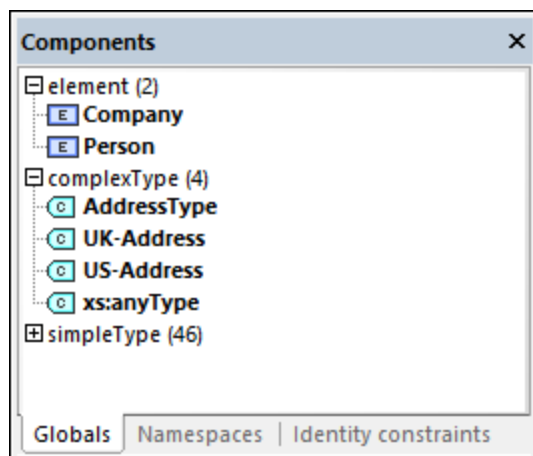 Components
element (2)
E Company
E Person
complexType (4)
C AddressType
C UK-Address
C US-Address
C xs:anyType
simpleType (46)
Globals Namespaces | Identity constraints